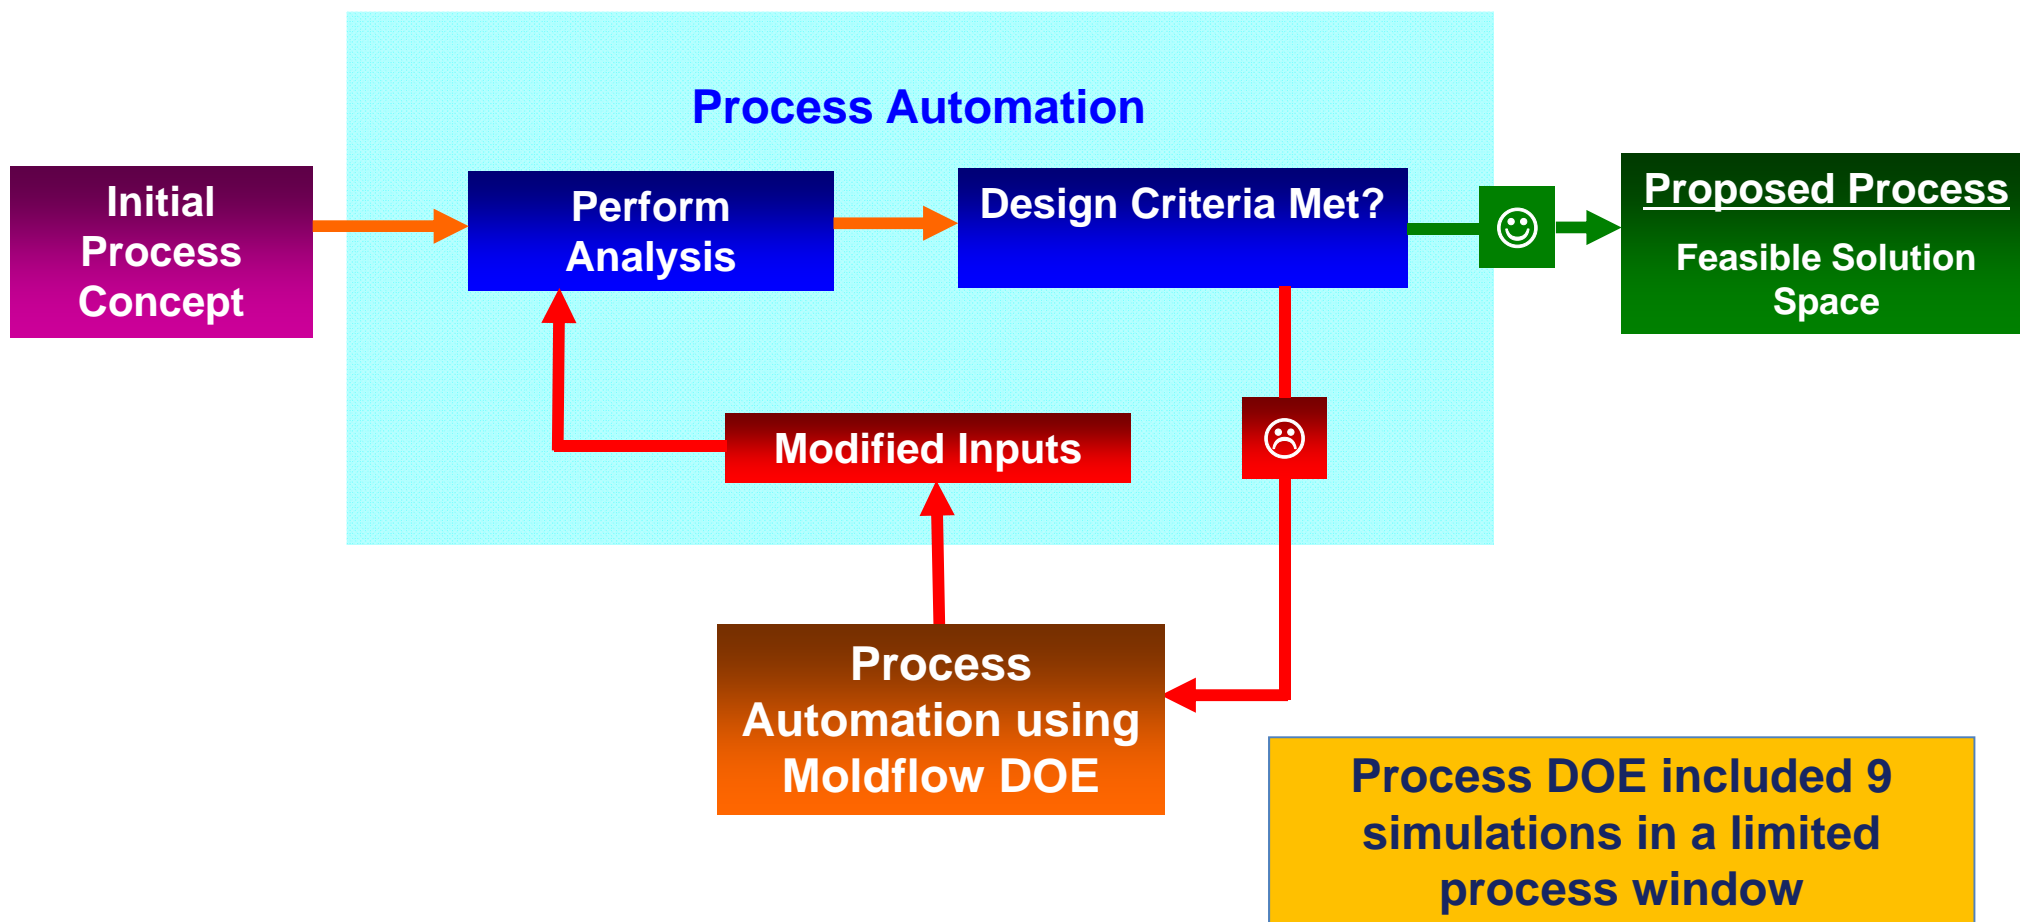 Process Automation
Initial
Process
Concept
Perform
Analysis
Design Criteria Met?
Proposed Process
Feasible Solution
Space
Modified Inputs
Process
Automation using
Moldflow DOE
Process DOE included 9
simulations in a limited
process window